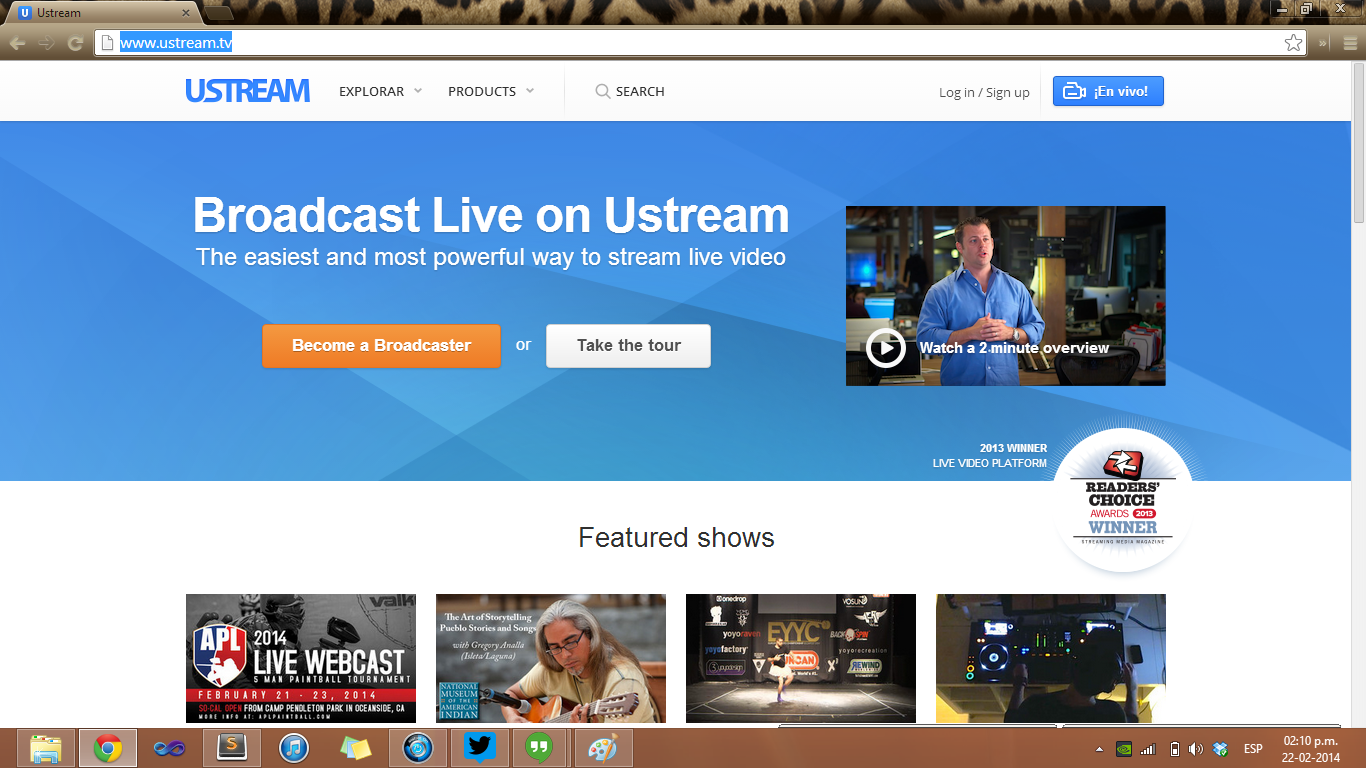 Ustream
www.ustream.tv
USTREAM
EXPLORAR
PRODUCTS
SEARCH
Log in / Sign up
¡En vivo!
Broadcast Live on Ustream
The easiest and most powerful way to stream live video
Become a Broadcaster
or
Take the tour
Watch a 2 minute overview
2013 WINNER
LIVE VIDEO PLATFORM
READERS'
CHOICE
AWARDS 2013
WINNER
STREAMING MEDIA MAGAZINE
Featured shows
APL
2014
LIVE WEBCAST
5 MAN PAINTBALL TOURNAMENT
FEBRUARY 21 - 23, 2014
SO-CAL OPEN FROM CAMP PENDLETON PARK IN OCEANSIDE, CA
MORE INFO AT: APLPAINTBALL.COM
The Art of Storytelling
Pueblo Stories and Songs
with Gregory Analla
(Isleta/Laguna)
NATIONAL
MUSEUM
OF THE
AMERICAN
INDIAN
onedrop
yoyoraven
yoyofactory
yoyodesign
EYYC
DUNCAN
BACKSPIN
yoyorecreation
REWIND
ESP
02:10 p.m.
22-02-2014